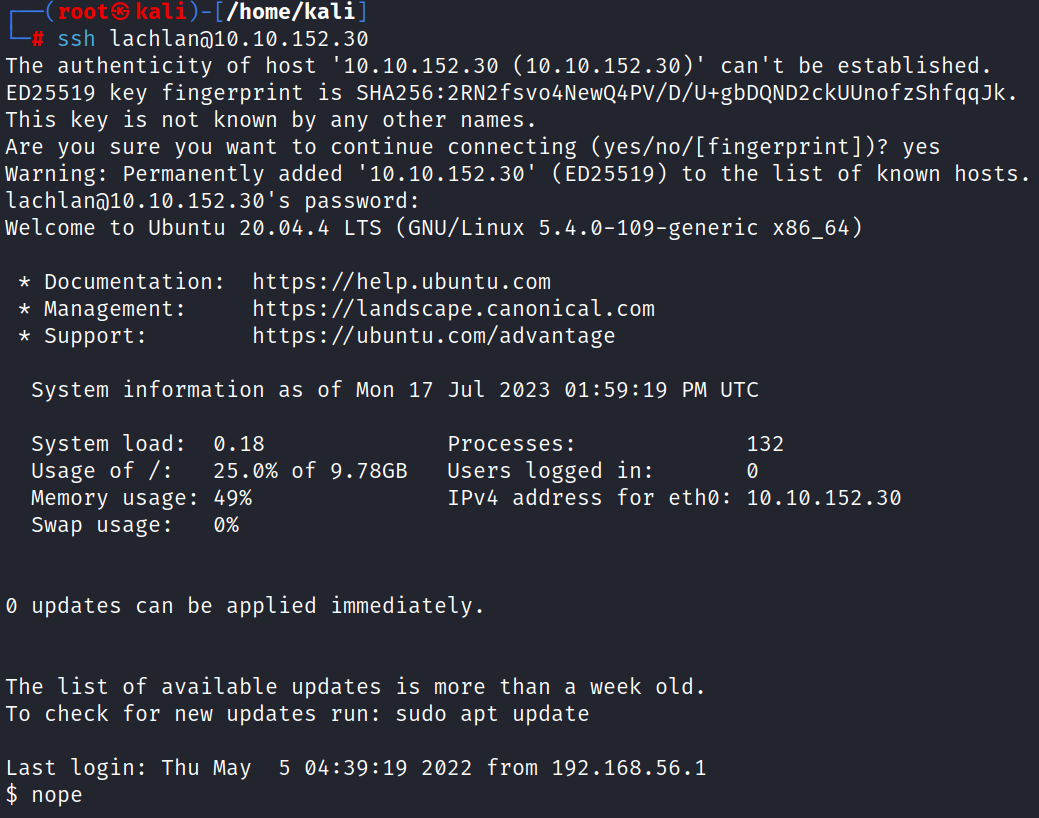 ┌──(root㉿kali)-[/home/kali]
└─# ssh lachlan@10.10.152.30
The authenticity of host '10.10.152.30 (10.10.152.30)' can't be established.
ED25519 key fingerprint is SHA256:2RN2fsvo4NewQ4PV/D/U+gbDQND2ckUUnofzShfqqJk.
This key is not known by any other names.
Are you sure you want to continue connecting (yes/no/[fingerprint])? yes
Warning: Permanently added '10.10.152.30' (ED25519) to the list of known hosts.
lachlan@10.10.152.30's password:
Welcome to Ubuntu 20.04.4 LTS (GNU/Linux 5.4.0-109-generic x86_64)
* Documentation:  https://help.ubuntu.com
* Management:     https://landscape.canonical.com
* Support:        https://ubuntu.com/advantage
System information as of Mon 17 Jul 2023 01:59:19 PM UTC
System load:  0.18              Processes:             132
Usage of /:   25.0% of 9.78GB   Users logged in:       0
Memory usage: 49%               IPv4 address for eth0: 10.10.152.30
Swap usage:   0%
0 updates can be applied immediately.
The list of available updates is more than a week old.
To check for new updates run: sudo apt update
Last login: Thu May  5 04:39:19 2022 from 192.168.56.1
$ nope